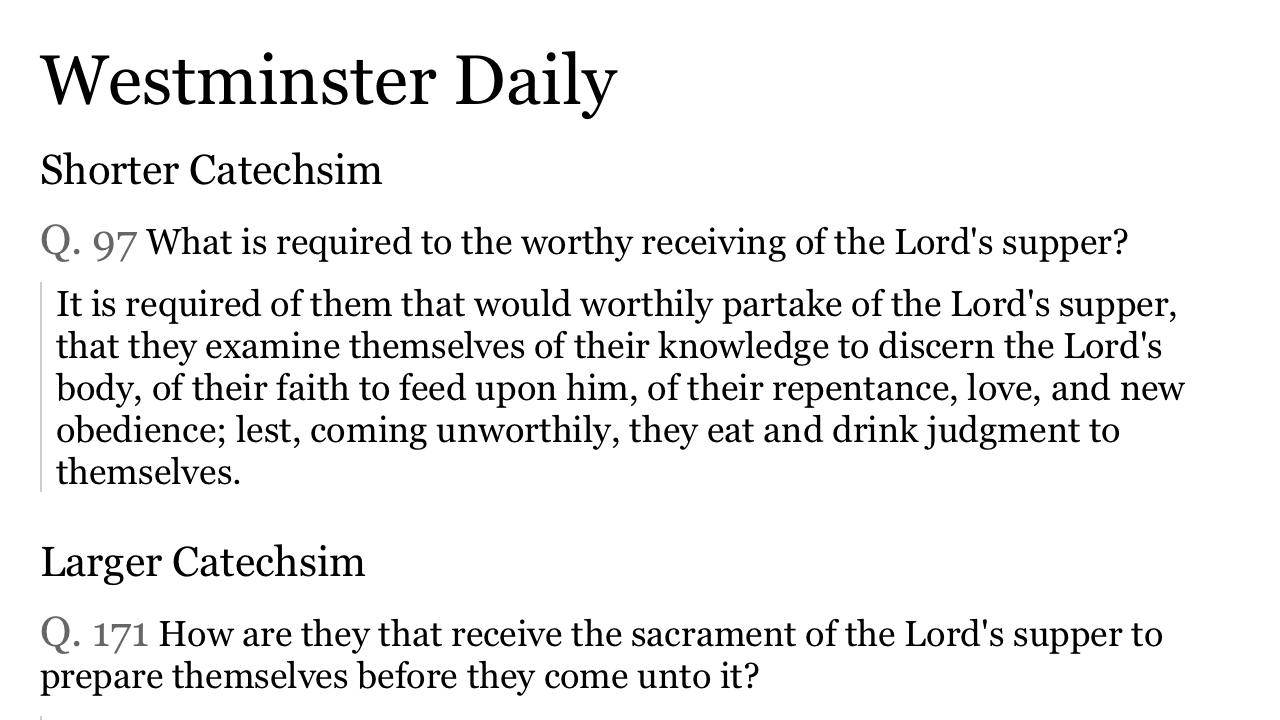 Westminster Daily
Shorter Catechsim
Q. 97 What is required to the worthy receiving of the Lord's supper?
It is required of them that would worthily partake of the Lord's supper,
that they examine themselves of their knowledge to discern the Lord's
body, of their faith to feed upon him, of their repentance, love, and new
obedience; lest, coming unworthily, they eat and drink judgment to
themselves.
Larger Catechsim
Q. 171 How are they that receive the sacrament of the Lord's supper to
prepare themselves before they come unto it?